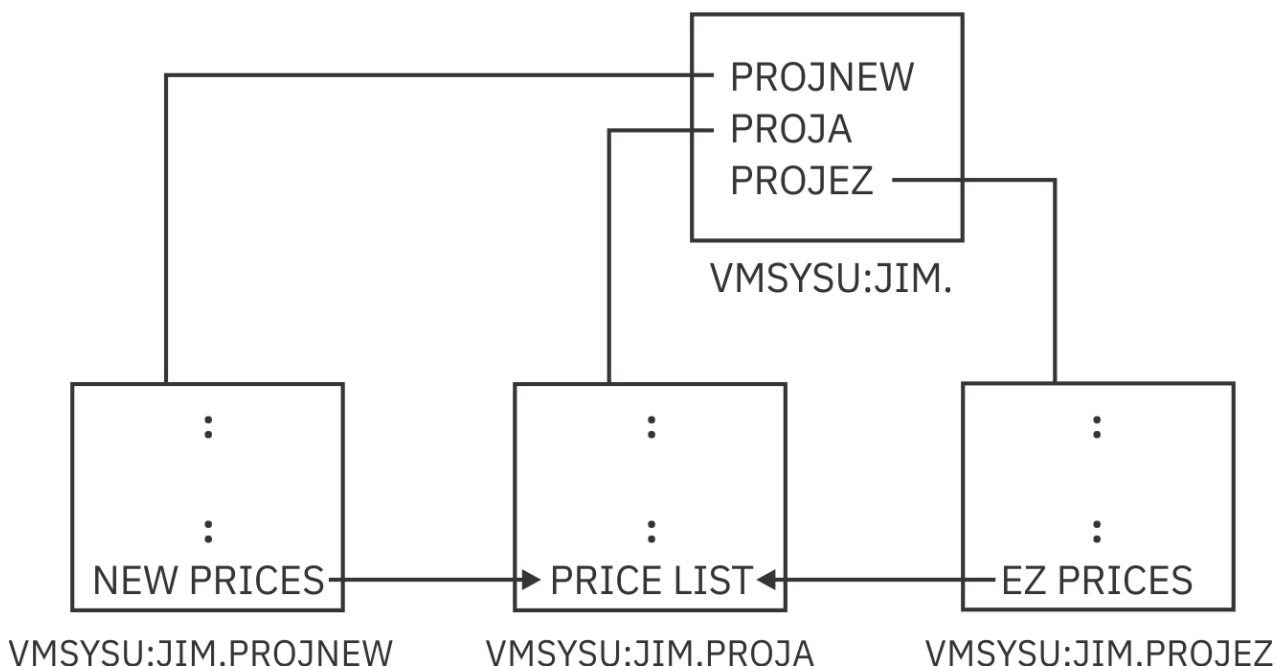 PROJNEW
PROJA
PROJEZ
VMSYSU:JIM.
:
:
NEW PRICES
VMSYSU:JIM.PROJNEW
:
:
PRICE LIST
VMSYSU:JIM.PROJA
:
:
EZ PRICES
VMSYSU:JIM.PROJEZ